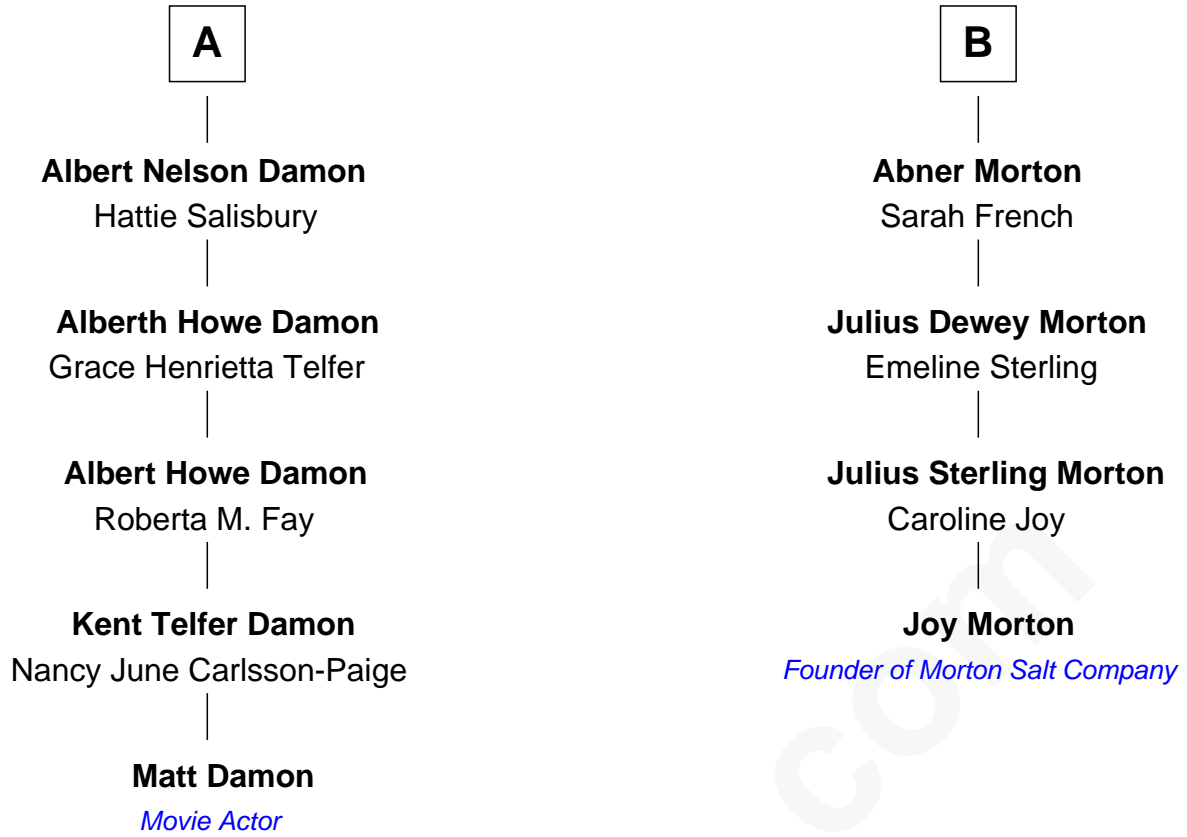 A
Albert Nelson Damon
Hattie Salisbury
Alberth Howe Damon
Grace Henrietta Telfer
Albert Howe Damon
Roberta M. Fay
Kent Telfer Damon
Nancy June Carlsson-Paige
Matt Damon
Movie Actor
B
Abner Morton
Sarah French
Julius Dewey Morton
Emeline Sterling
Julius Sterling Morton
Caroline Joy
Joy Morton
Founder of Morton Salt Company
com